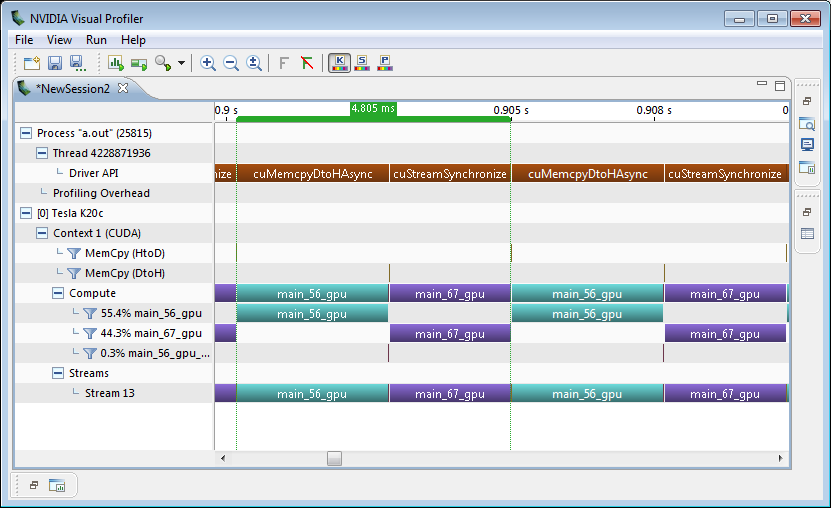 NVIDIA Visual Profiler
File View Run Help
K S P
*NewSession2
0.9 s 4.805 ms 0.905 s 0.908 s 0
Process "a.out" (25815)
Thread 4228871936
Driver API nize cuMemcpyDtoHAsync cuStreamSynchronize cuMemcpyDtoHAsync cuStreamSynchronize
Profiling Overhead
[0] Tesla K20c
Context 1 (CUDA)
MemCpy (HtoD)
MemCpy (DtoH)
Compute main_56_gpu main_67_gpu main_56_gpu main_67_gpu
55.4% main_56_gpu main_56_gpu main_56_gpu
44.3% main_67_gpu main_67_gpu main_67_gpu
0.3% main_56_gpu_...
Streams
Stream 13 main_56_gpu main_67_gpu main_56_gpu main_67_gpu